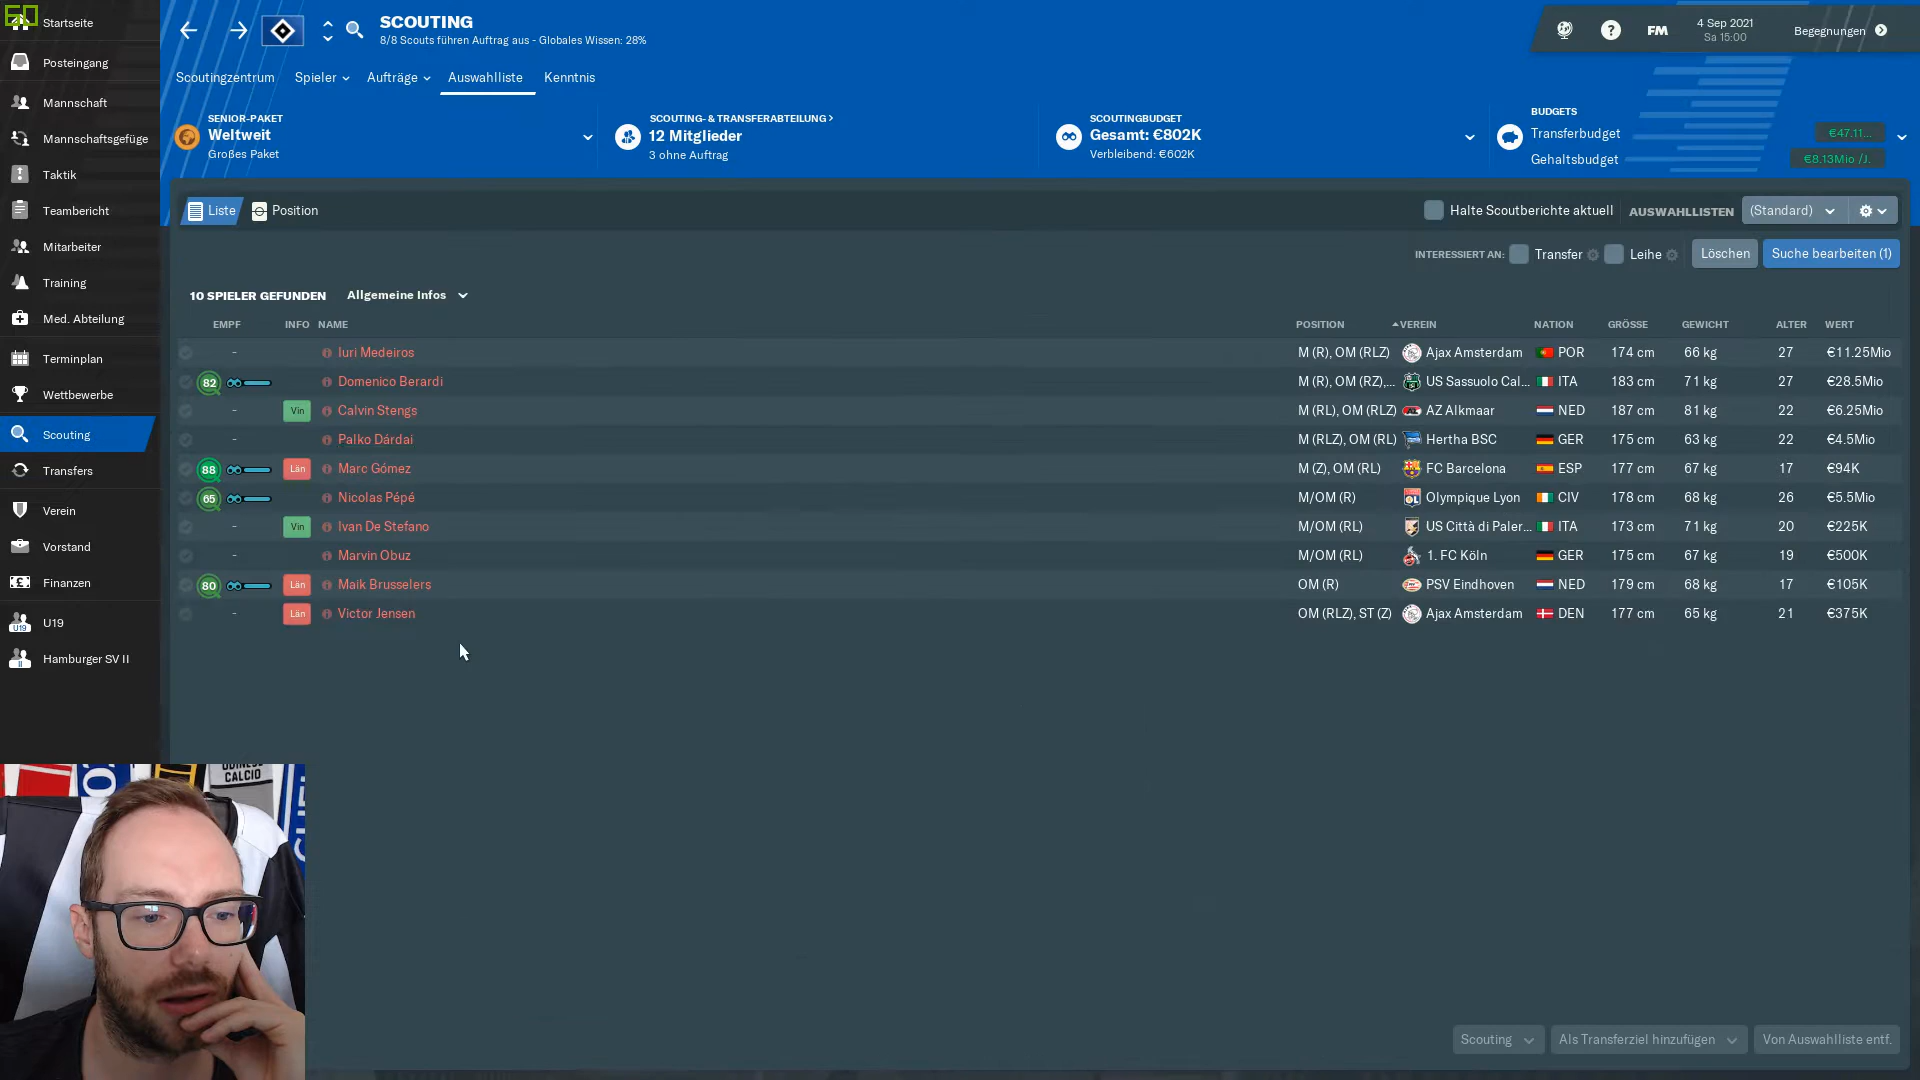 60
Startseite
Posteingang
Mannschaft
Mannschaftsgefüge
Taktik
Teambericht
Mitarbeiter
Training
Med. Abteilung
Terminplan
Wettbewerbe
Scouting
Transfers
Verein
Vorstand
Finanzen
U19
U19
Hamburger SV II
SCOUTING
8/8 Scouts führen Auftrag aus - Globales Wissen: 28%
FM
4 Sep 2021
Sa 15:00
Begegnungen
Scoutingzentrum Spieler Aufträge Auswahlliste Kenntnis
SENIOR-PAKET
Weltweit
Großes Paket
SCOUTING- & TRANSFERABTEILUNG >
12 Mitglieder
3 ohne Auftrag
SCOUTINGBUDGET
Gesamt: €802K
Verbleibend: €602K
BUDGETS
Transferbudget €47.11...
Gehaltsbudget €8.13Mio /J.
Liste Position
Halte Scoutberichte aktuell AUSWAHLLISTEN (Standard)
INTERESSIERT AN: Transfer Leihe Löschen Suche bearbeiten (1)
10 SPIELER GEFUNDEN Allgemeine Infos
EMPF INFO NAME POSITION VEREIN NATION GRÖSSE GEWICHT ALTER WERT
- Iuri Medeiros M (R), OM (RLZ) Ajax Amsterdam POR 174 cm 66 kg 27 €11.25Mio
82 Domenico Berardi M (R), OM (RZ),... US Sassuolo Cal... ITA 183 cm 71 kg 27 €28.5Mio
- Vin Calvin Stengs M (RL), OM (RLZ) AZ Alkmaar NED 187 cm 81 kg 22 €6.25Mio
- Palko Dárdai M (RLZ), OM (RL) Hertha BSC GER 175 cm 63 kg 22 €4.5Mio
88 Län Marc Gómez M (Z), OM (RL) FC Barcelona ESP 177 cm 67 kg 17 €94K
65 Nicolas Pépé M/OM (R) Olympique Lyon CIV 178 cm 68 kg 26 €5.5Mio
- Vin Ivan De Stefano M/OM (RL) US Città di Paler... ITA 173 cm 71 kg 20 €225K
- Marvin Obuz M/OM (RL) 1. FC Köln GER 175 cm 67 kg 19 €500K
80 Län Maik Brusselers OM (R) PSV Eindhoven NED 179 cm 68 kg 17 €105K
- Län Victor Jensen OM (RLZ), ST (Z) Ajax Amsterdam DEN 177 cm 65 kg 21 €375K
CALCIO
Scouting Als Transferziel hinzufügen Von Auswahlliste entf.